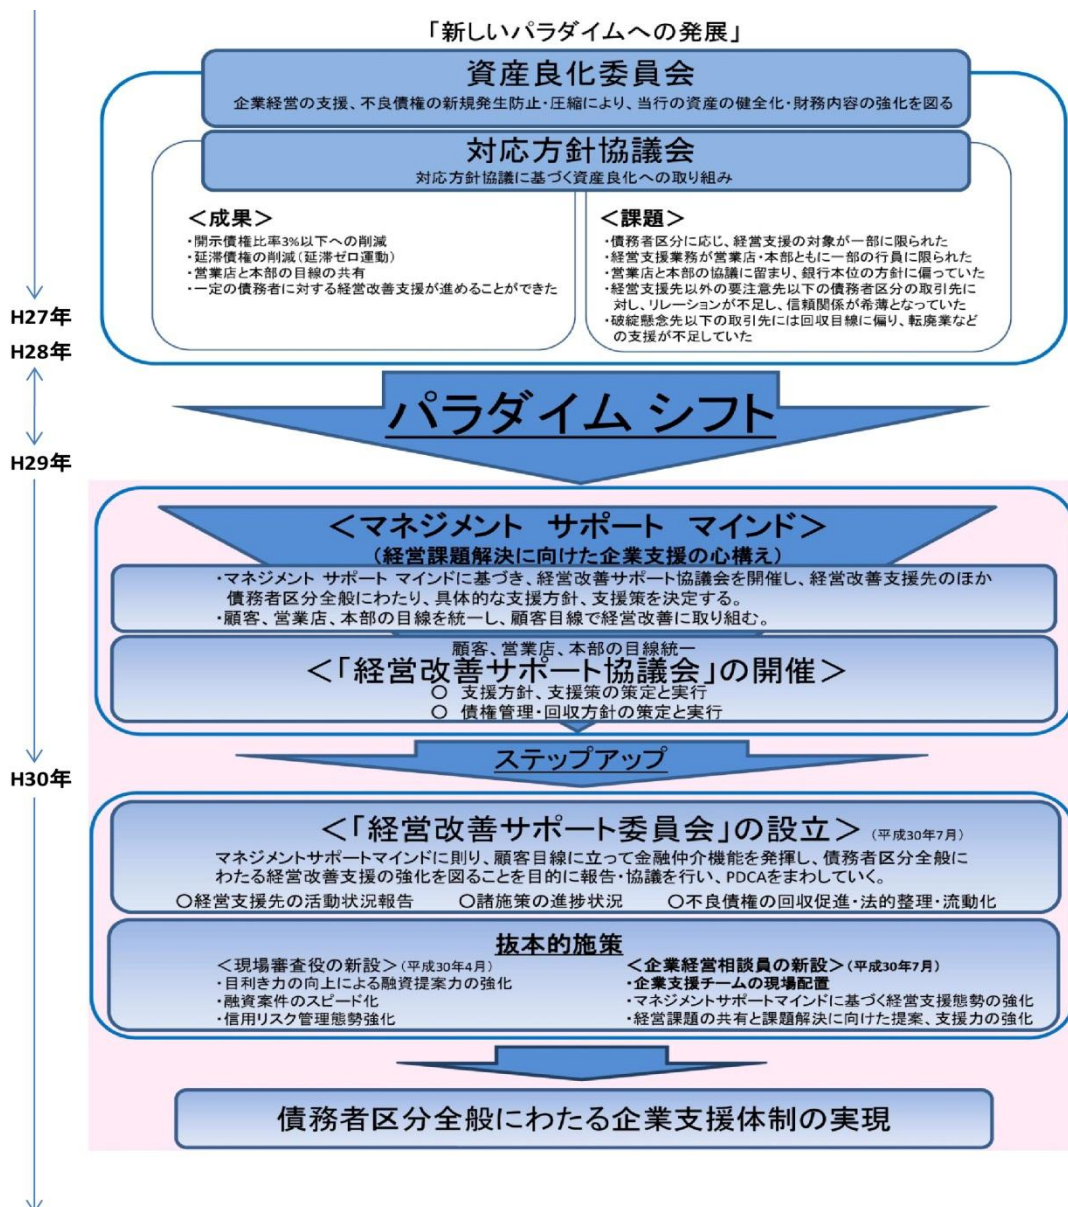 「新しいパラダイムへの発展」
資産良化委員会
企業経営の支援、不良債権の新規発生防止・圧縮により、当行の資産の健全化・財務内容の強化を図る
対応方針協議会
対応方針協議に基づく資産良化への取り組み
＜成果＞
・開示債権比率3%以下への削減
・延滞債権の削減（延滞ゼロ運動）
・営業店と本部の目線の共有
・一定の債務者に対する経営改善支援が進めることができた
＜課題＞
・債務者区分に応じ、経営支援の対象が一部に限られた
・経営支援業務が営業店・本部ともに一部の行員に限られた
・営業店と本部の協議に留まり、銀行本位の方針に偏っていた
・経営支援先以外の要注意先以下の債務者区分の取引先に
対し、リレーションが不足し、信頼関係が希薄となっていた
・破綻懸念先以下の取引先には回収目線に偏り、転廃業など
の支援が不足していた
H27年
H28年
パラダイム シフト
H29年
＜マネジメント サポート マインド＞
（経営課題解決に向けた企業支援の心構え）
・マネジメント サポート マインドに基づき、経営改善サポート協議会を開催し、経営改善支援先のほか
債務者区分全般にわたり、具体的な支援方針、支援策を決定する。
・顧客、営業店、本部の目線を統一し、顧客目線で経営改善に取り組む。
顧客、営業店、本部の目線統一
＜「経営改善サポート協議会」の開催＞
○ 支援方針、支援策の策定と実行
○ 債権管理・回収方針の策定と実行
ステップアップ
H30年
＜「経営改善サポート委員会」の設立＞（平成30年7月）
マネジメントサポートマインドに則り、顧客目線に立って金融仲介機能を発揮し、債務者区分全般に
わたる経営改善支援の強化を図ることを目的に報告・協議を行い、PDCAをまわしていく。
○経営支援先の活動状況報告 ○諸施策の進捗状況 ○不良債権の回収促進・法的整理・流動化
抜本的施策
＜現場審査役の新設＞（平成30年4月）
・目利き力の向上による融資提案力の強化
・融資案件のスピード化
・信用リスク管理態勢強化
＜企業経営相談員の新設＞（平成30年7月）
・企業支援チームの現場配置
・マネジメントサポートマインドに基づく経営支援態勢の強化
・経営課題の共有と課題解決に向けた提案、支援力の強化
債務者区分全般にわたる企業支援体制の実現